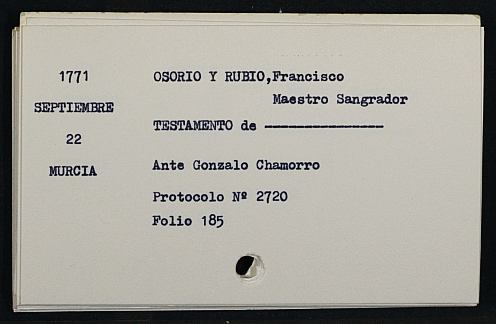 1771
SEPTIEMBRE
22
MURCIA
OSORIO Y RUBIO,Francisco
Maestro Sangrador
TESTAMENTO de ----------------
Ante Gonzalo Chamorro
Protocolo Nº 2720
Folio 185